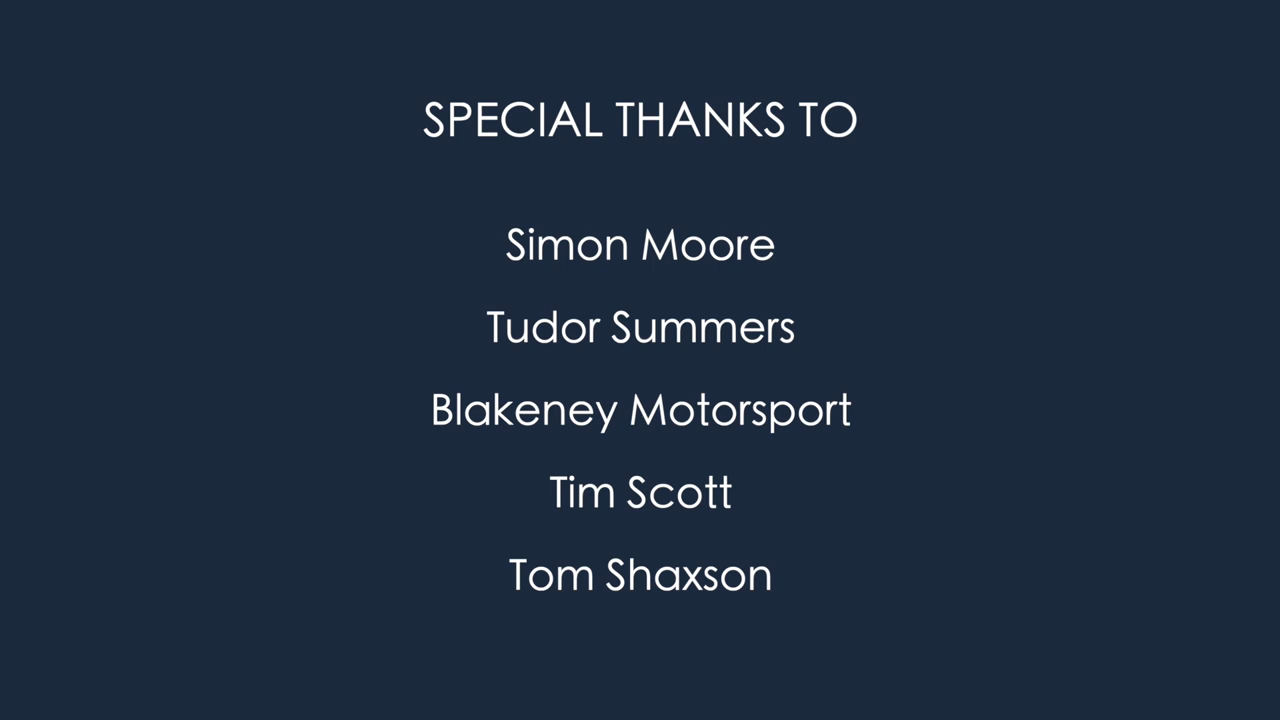 SPECIAL THANKS TO
Simon Moore
Tudor Summers
Blakeney Motorsport
Tim Scott
Tom Shaxson